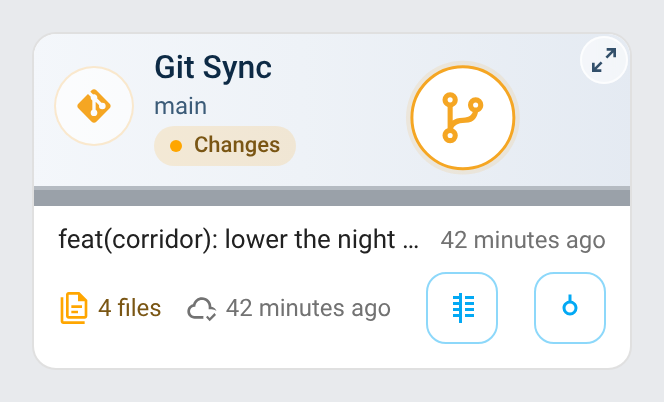 Git Sync
main
Changes
feat(corridor): lower the night ... 42 minutes ago
4 files 42 minutes ago